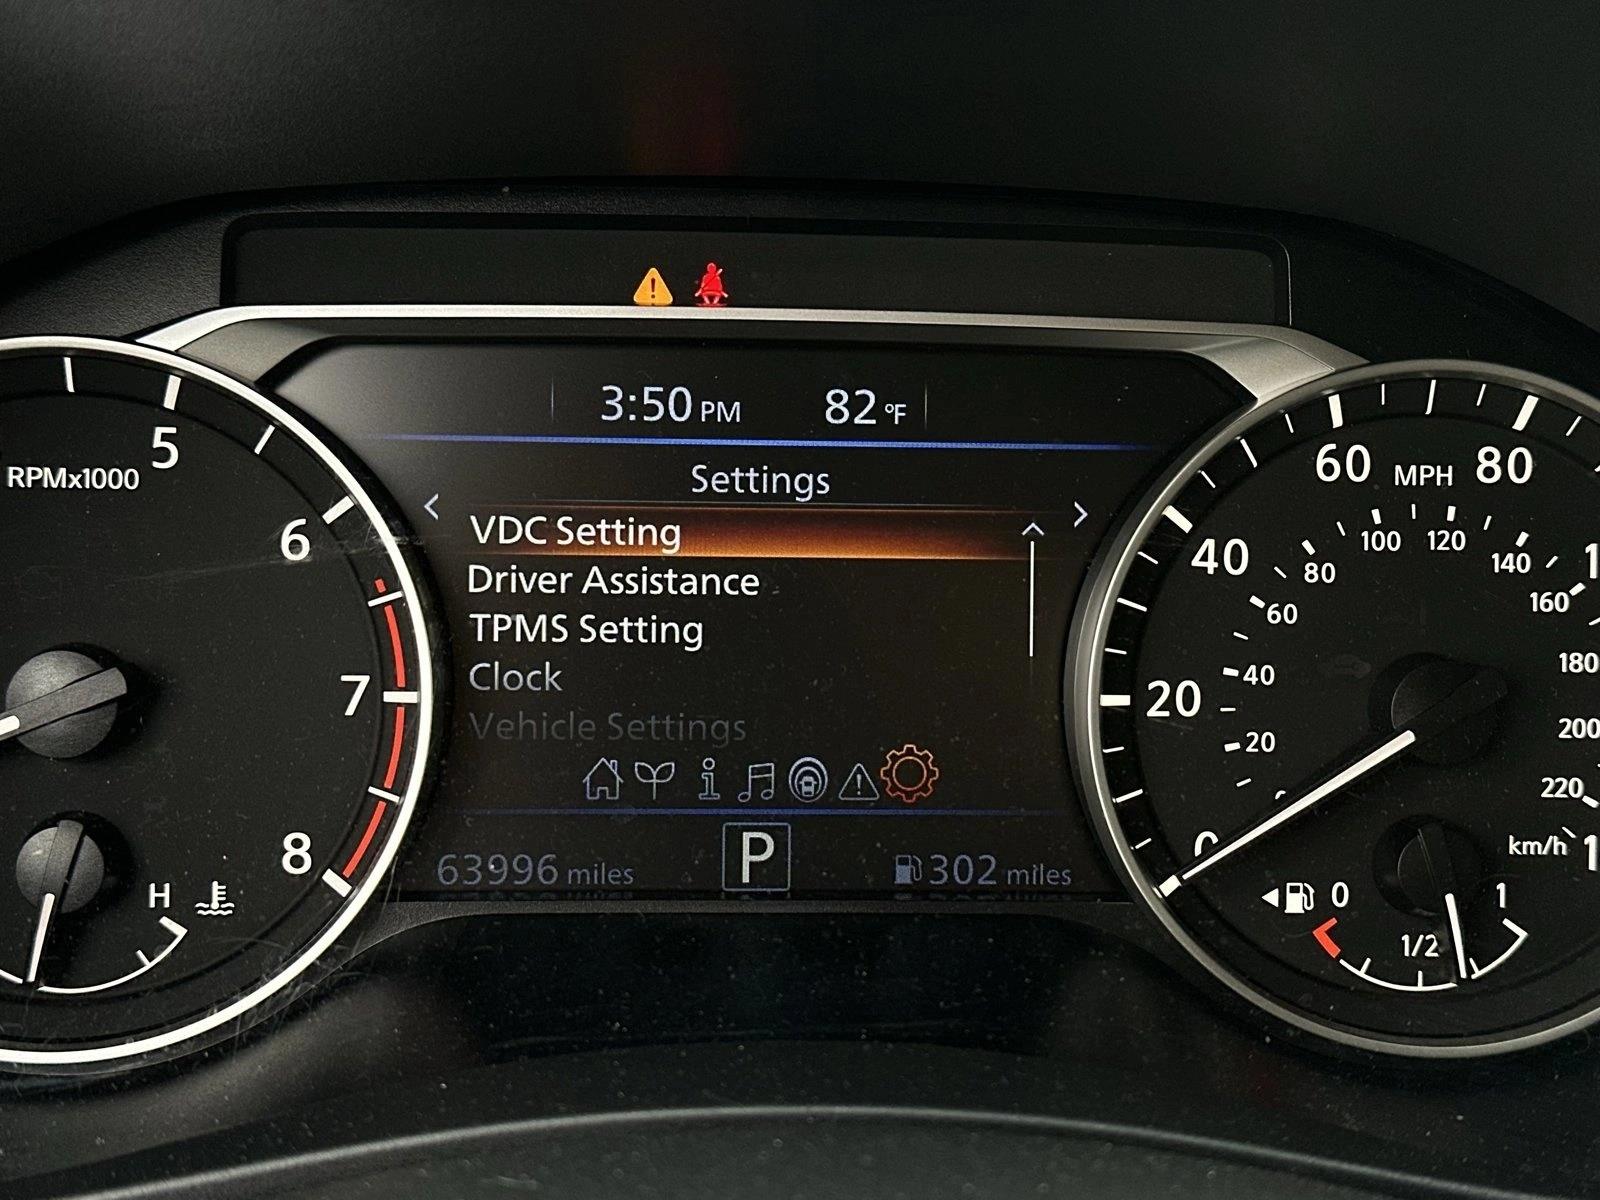 3:50 PM 82 °F
Settings
VDC Setting
Driver Assistance
TPMS Setting
Clock
Vehicle Settings
63996 miles P 302 miles
RPMx1000
5
6
7
8
H
MPH
0
20
40
60
80
20
40
60
80
100
120
140
160
180
200
220
km/h
0
1/2
1